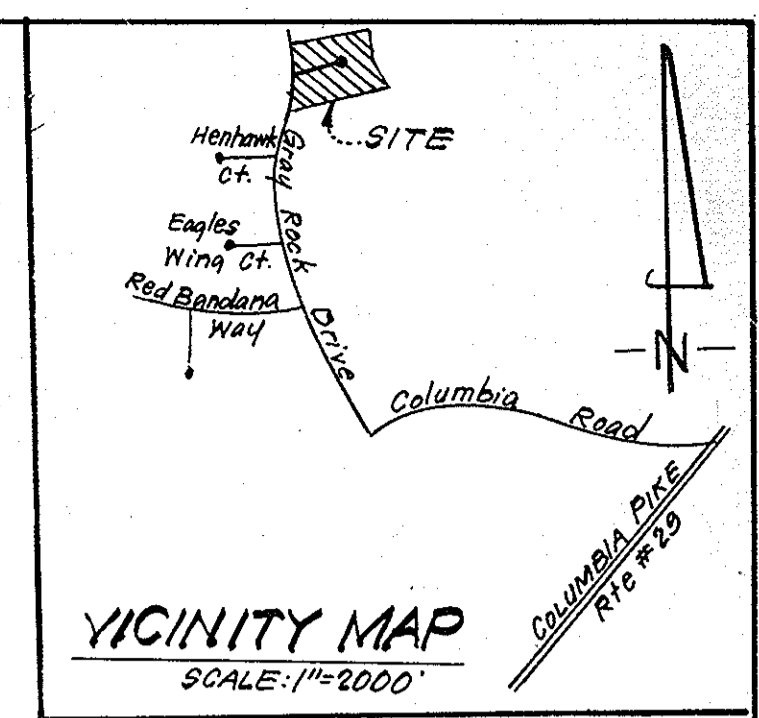 SITE
Henhawk
Ct.
Gray Rock Drive
Eagles
Wing Ct.
Red Bandana
Way
-N-
Columbia Road
COLUMBIA PIKE
Rte #29
VICINITY MAP
SCALE: 1"=2000'